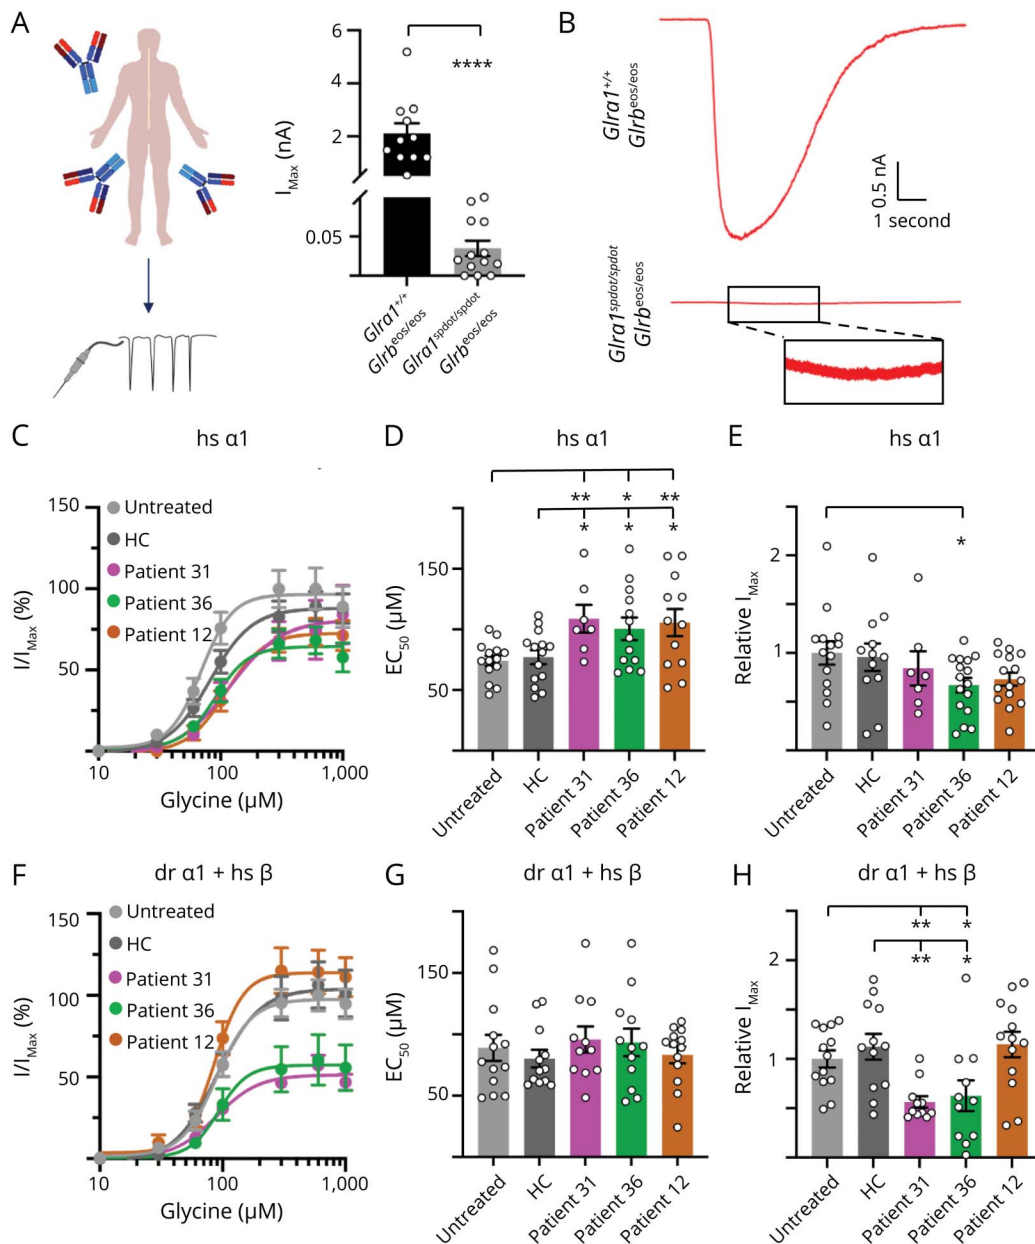 A
6
4
2
0.05
I_Max (nA)
****
Glra1+/+
Glrbeos/eos
Glra1spdot/spdot
Glrbeos/eos
B
Glra1+/+
Glrbeos/eos
0.5 nA
1 second
Glra1spdot/spdot
Glrbeos/eos
C
hs α1
150
100
50
I/I_Max (%)
Untreated
HC
Patient 31
Patient 36
Patient 12
10
100
1,000
Glycine (μM)
D
hs α1
** * **
* * *
150
50
EC50 (μM)
Untreated
HC
Patient 31
Patient 36
Patient 12
E
hs α1
*
2
1
Relative I_Max
Untreated
HC
Patient 31
Patient 36
Patient 12
F
dr α1 + hs β
150
100
50
I/I_Max (%)
Untreated
HC
Patient 31
Patient 36
Patient 12
10
100
1,000
Glycine (μM)
G
dr α1 + hs β
150
50
EC50 (μM)
Untreated
HC
Patient 31
Patient 36
Patient 12
H
dr α1 + hs β
** *
** *
2
1
Relative I_Max
Untreated
HC
Patient 31
Patient 36
Patient 12